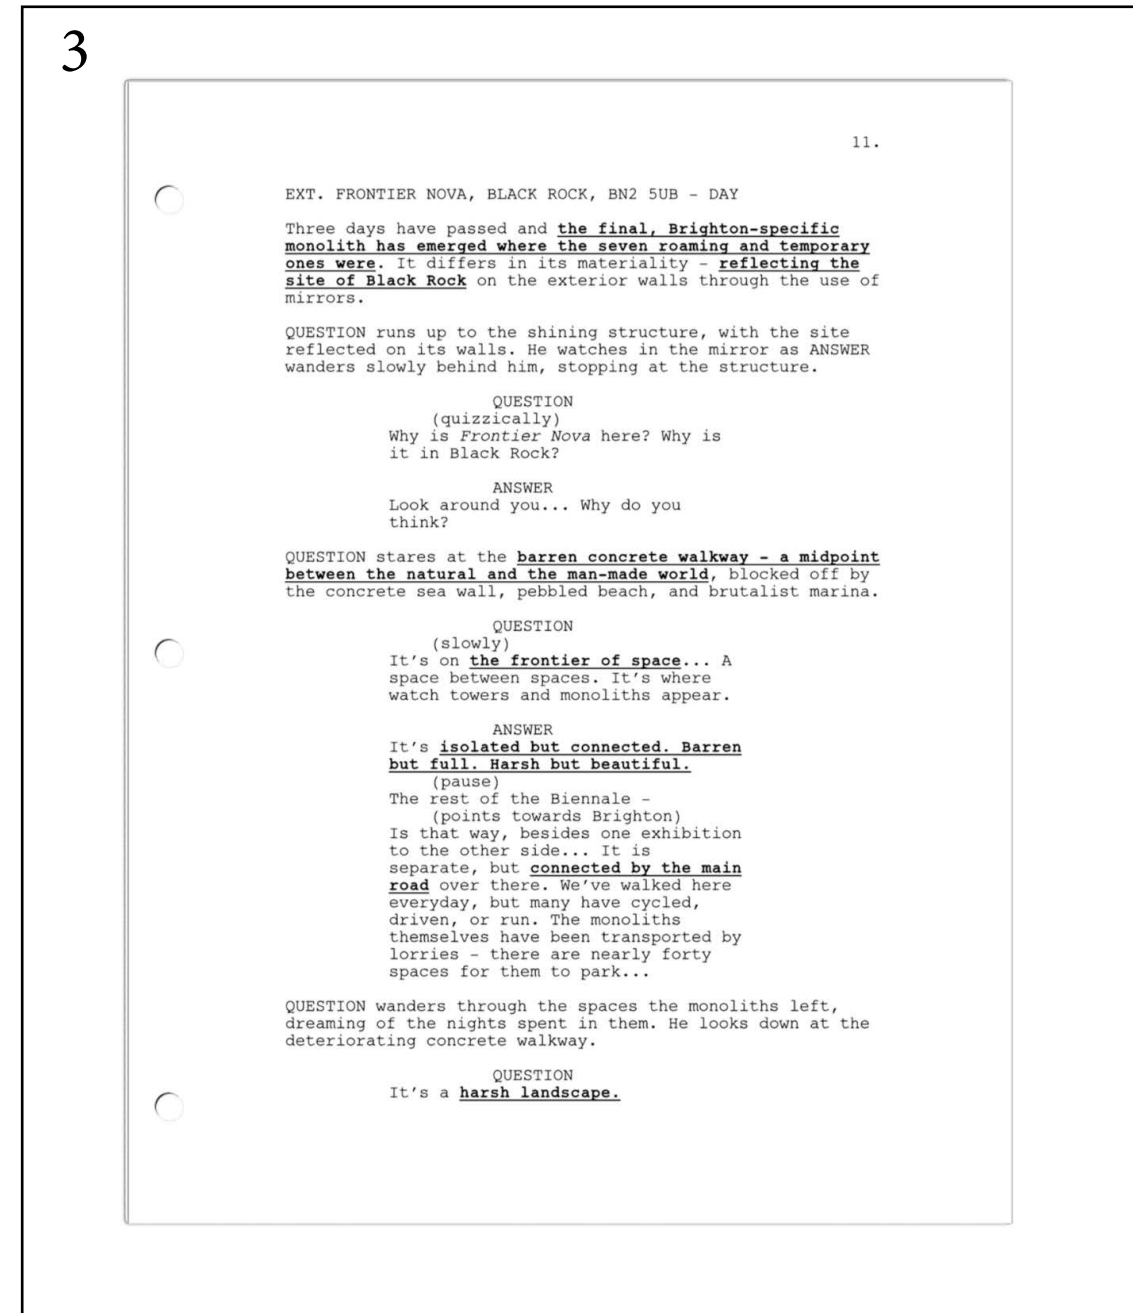 3
11.
EXT. FRONTIER NOVA, BLACK ROCK, BN2 5UB - DAY
Three days have passed and the final, Brighton-specific
monolith has emerged where the seven roaming and temporary
ones were. It differs in its materiality - reflecting the
site of Black Rock on the exterior walls through the use of
mirrors.
QUESTION runs up to the shining structure, with the site
reflected on its walls. He watches in the mirror as ANSWER
wanders slowly behind him, stopping at the structure.
QUESTION
(quizzically)
Why is Frontier Nova here? Why is
it in Black Rock?
ANSWER
Look around you... Why do you
think?
QUESTION stares at the barren concrete walkway - a midpoint
between the natural and the man-made world, blocked off by
the concrete sea wall, pebbled beach, and brutalist marina.
QUESTION
(slowly)
It's on the frontier of space... A
space between spaces. It's where
watch towers and monoliths appear.
ANSWER
It's isolated but connected. Barren
but full. Harsh but beautiful.
(pause)
The rest of the Biennale -
(points towards Brighton)
Is that way, besides one exhibition
to the other side... It is
separate, but connected by the main
road over there. We've walked here
everyday, but many have cycled,
driven, or run. The monoliths
themselves have been transported by
lorries - there are nearly forty
spaces for them to park...
QUESTION wanders through the spaces the monoliths left,
dreaming of the nights spent in them. He looks down at the
deteriorating concrete walkway.
QUESTION
It's a harsh landscape.